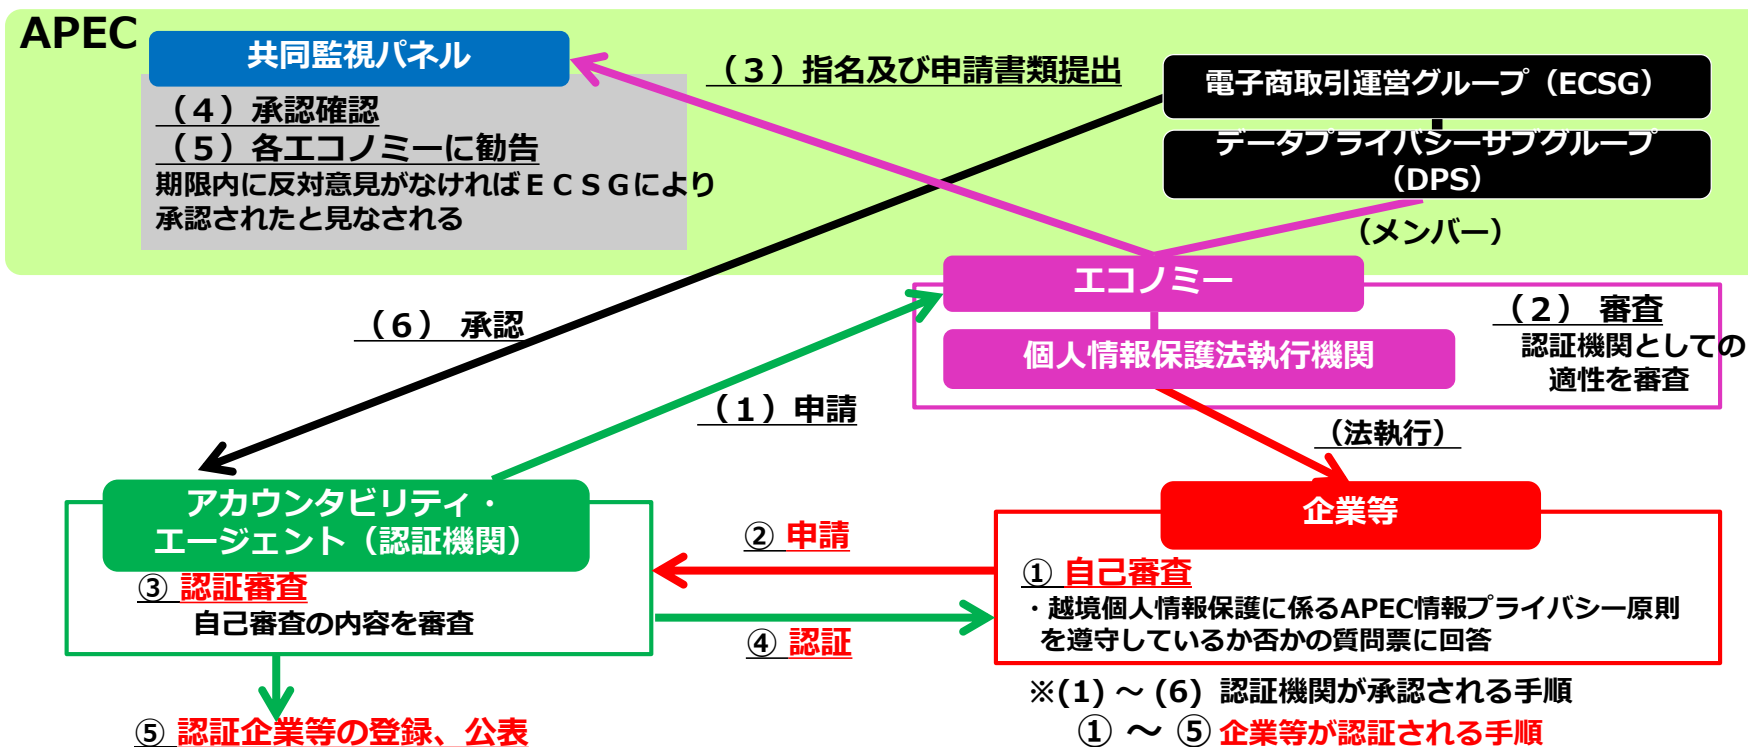 APEC
共同監視パネル
（３）指名及び申請書類提出
電子商取引運営グループ（ECSG）
（４）承認確認
（５）各エコノミーに勧告
期限内に反対意見がなければＥＣＳＧにより
承認されたと見なされる
データプライバシーサブグループ
（DPS）
（メンバー）
エコノミー
（２） 審査
認証機関としての
適性を審査
（６） 承認
個人情報保護法執行機関
（１）申請
（法執行）
アカウンタビリティ・
エージェント（認証機関）
企業等
② 申請
③ 認証審査
自己審査の内容を審査
① 自己審査
・越境個人情報保護に係るAPEC情報プライバシー原則
を遵守しているか否かの質問票に回答
④ 認証
※(1) ～ (6) 認証機関が承認される手順
⑤ 認証企業等の登録、公表
① ～ ⑤ 企業等が認証される手順